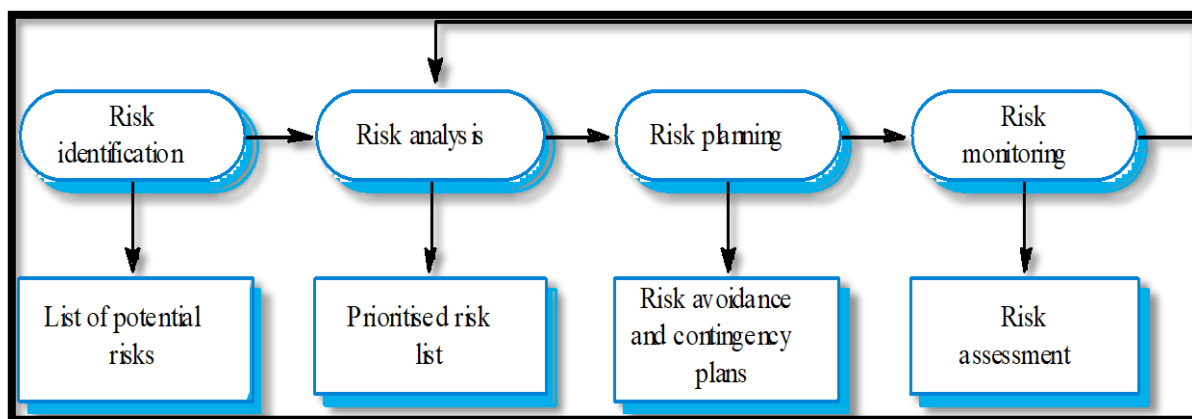 Risk
identification
Risk analysis
Risk planning
Risk
monitoring
List of potential
risks
Prioritised risk
list
Risk avoidance
and contingency
plans
Risk
assessment